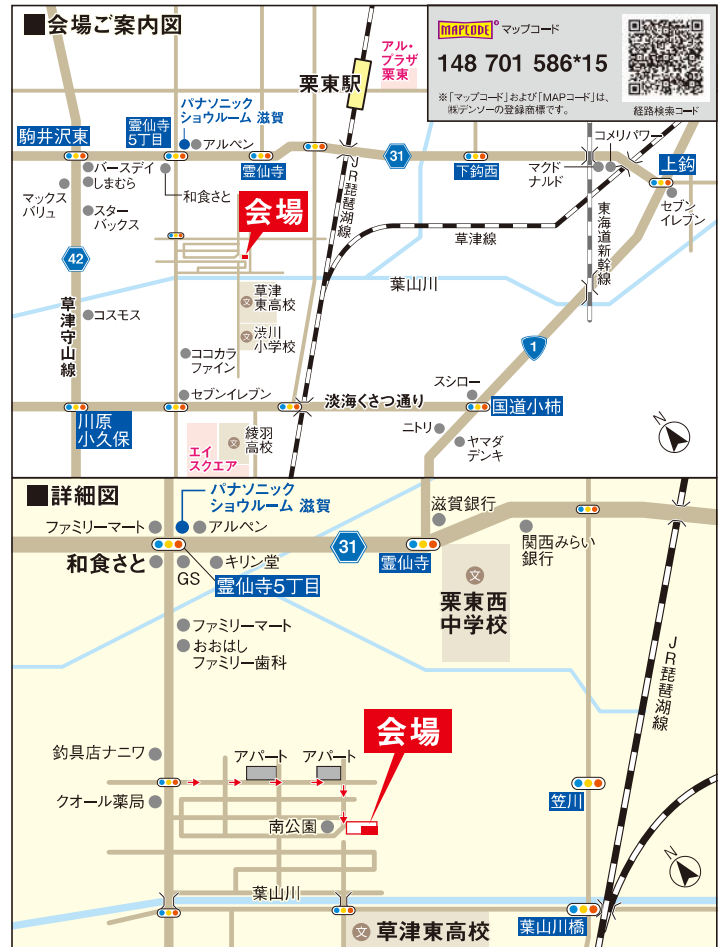 ■会場ご案内図
MAPCODE マップコード
148 701 586*15
※「マップコード」および「MAPコード」は、
㈱デンソーの登録商標です。
経路検索コード
アル・
プラザ
栗東
栗東駅
パナソニック
ショウルーム 滋賀
アルペン
駒井沢東
霊仙寺
5丁目
霊仙寺
31
下鈎西
コメリパワー
マクド
ナルド
上鈎
セブン
イレブン
バースデイ
しまむら
マックス
バリュ
スター
バックス
和食さと
会場
JR琵琶湖線
草津線
東海道新幹線
42
草津守山線
葉山川
コスモス
文
草津
東高校
文
渋川
小学校
ココカラ
ファイン
1
セブンイレブン
淡海くさつ通り
スシロー
国道小柿
川原
小久保
エイ
スクエア
文
綾羽
高校
ニトリ
ヤマダ
デンキ
N
■詳細図
パナソニック
ショウルーム 滋賀
ファミリーマート
アルペン
滋賀銀行
和食さと
GS
キリン堂
31
霊仙寺
関西みらい
銀行
霊仙寺5丁目
文
栗東西
中学校
ファミリーマート
おおはし
ファミリー歯科
JR琵琶湖線
会場
釣具店ナニワ
アパート
アパート
クオール薬局
南公園
笠川
N
葉山川
文
草津東高校
葉山川橋